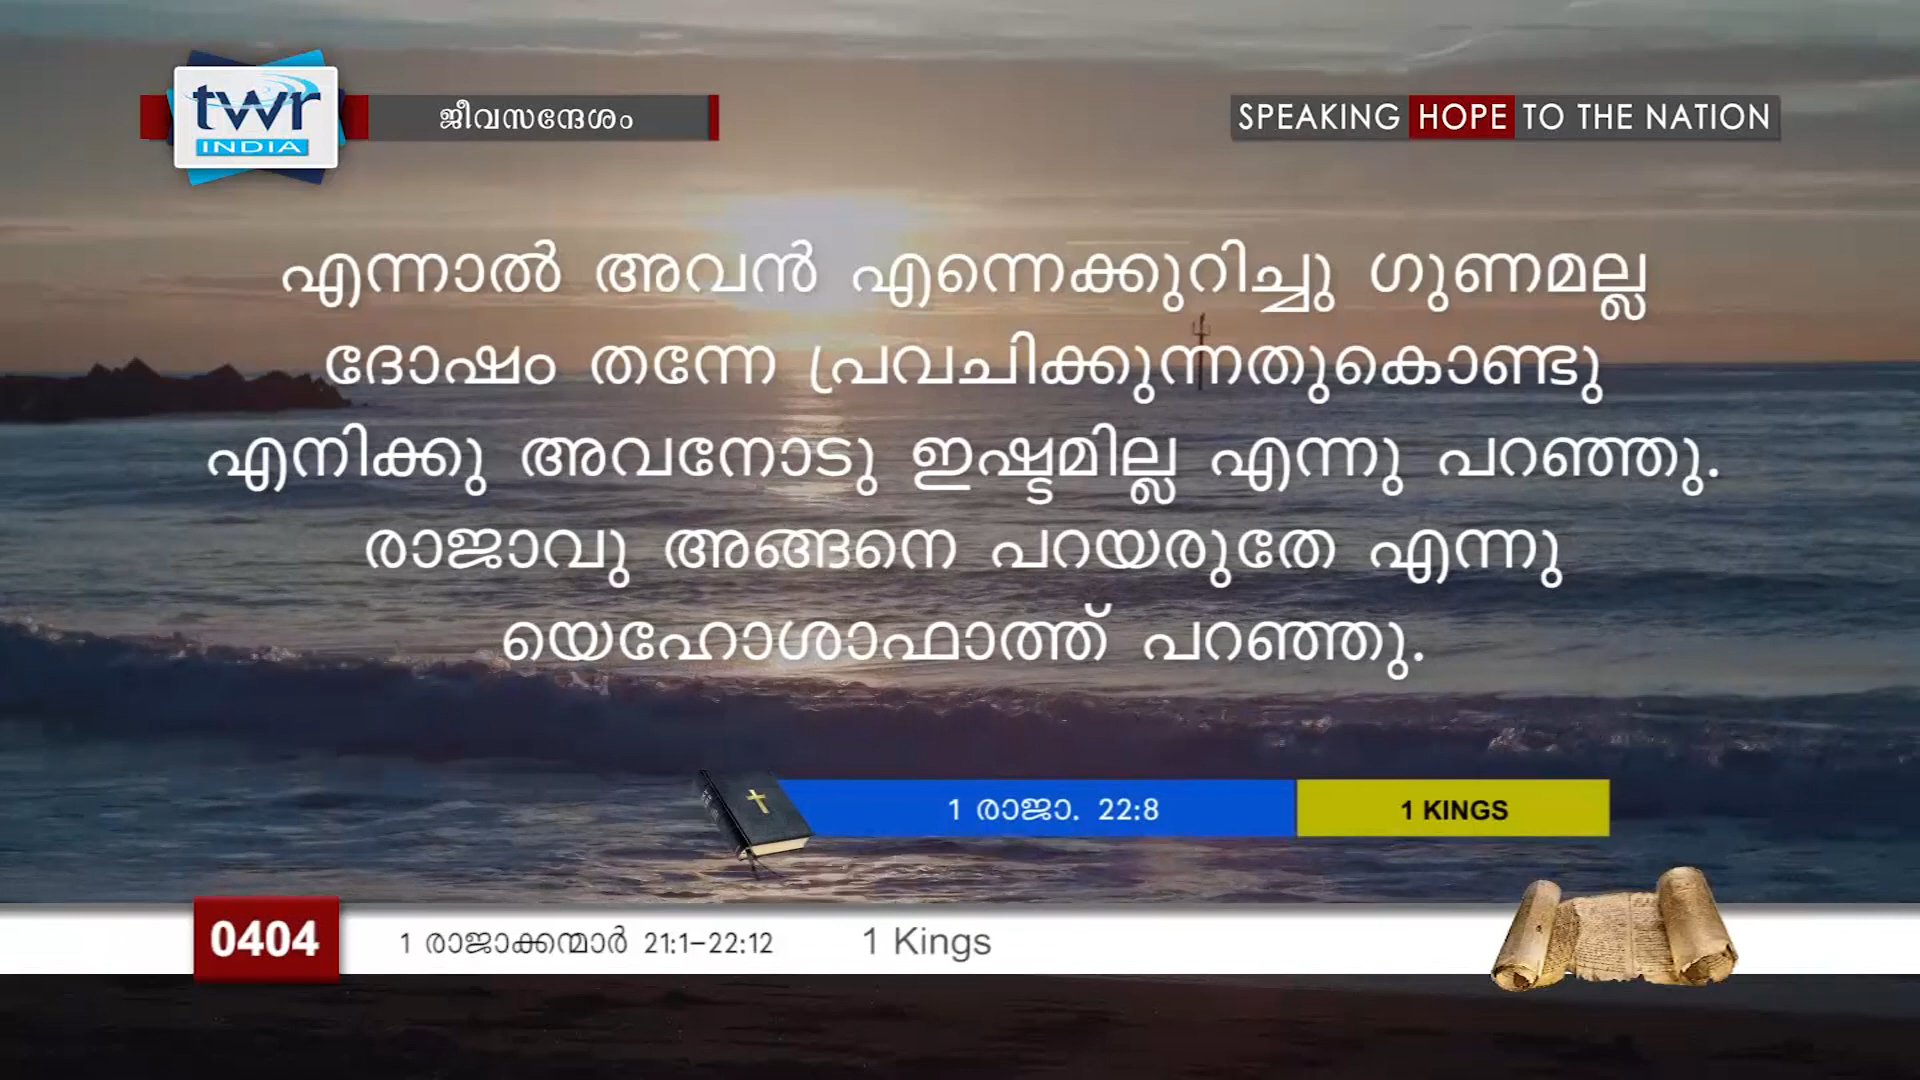 twr
INDIA
ജീവസന്ദേശം
SPEAKING HOPE TO THE NATION
എന്നാൽ അവൻ എന്നെക്കുറിച്ചു ഗുണമല്ല
ദോഷം തന്നേ പ്രവചിക്കുന്നതുകൊണ്ടു
എനിക്കു അവനോടു ഇഷ്ടമില്ല എന്നു പറഞ്ഞു.
രാജാവു അങ്ങനെ പറയരുതേ എന്നു
യെഹോശാഫാത്ത് പറഞ്ഞു.
1 രാജാ. 22:8
1 KINGS
0404
1 രാജാക്കന്മാർ 21:1-22:12
1 Kings